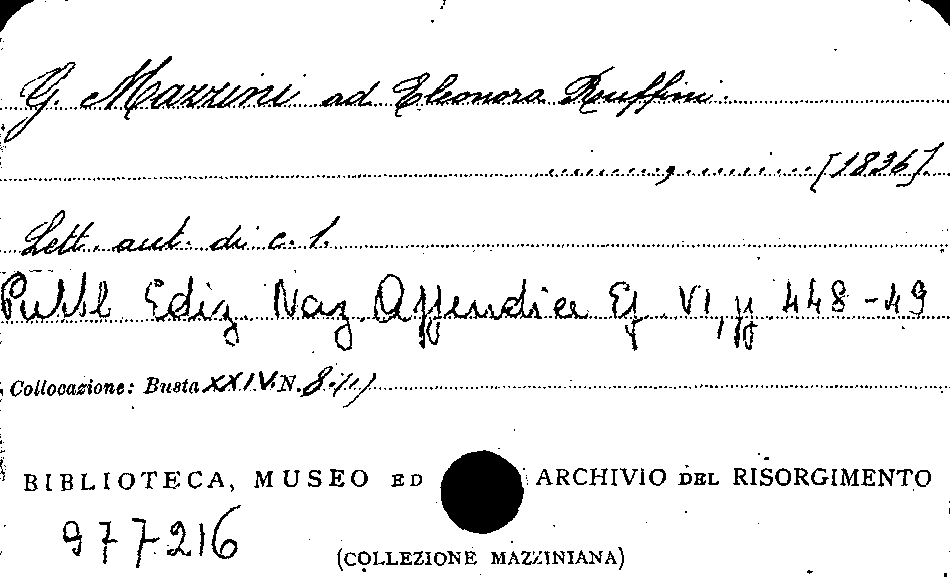 G. Mazzini ad Eleonora Ruffini.
..........,......... [1836].
Lett. aut. di c. 1.
Pubbl Ediz. Naz. Appendice Ep. VI, pp. 448-49
Collocazione: Busta XXIV. N. 8.(1)
BIBLIOTECA, MUSEO ED ARCHIVIO DEL RISORGIMENTO
977216
(COLLEZIONE MAZZINIANA)